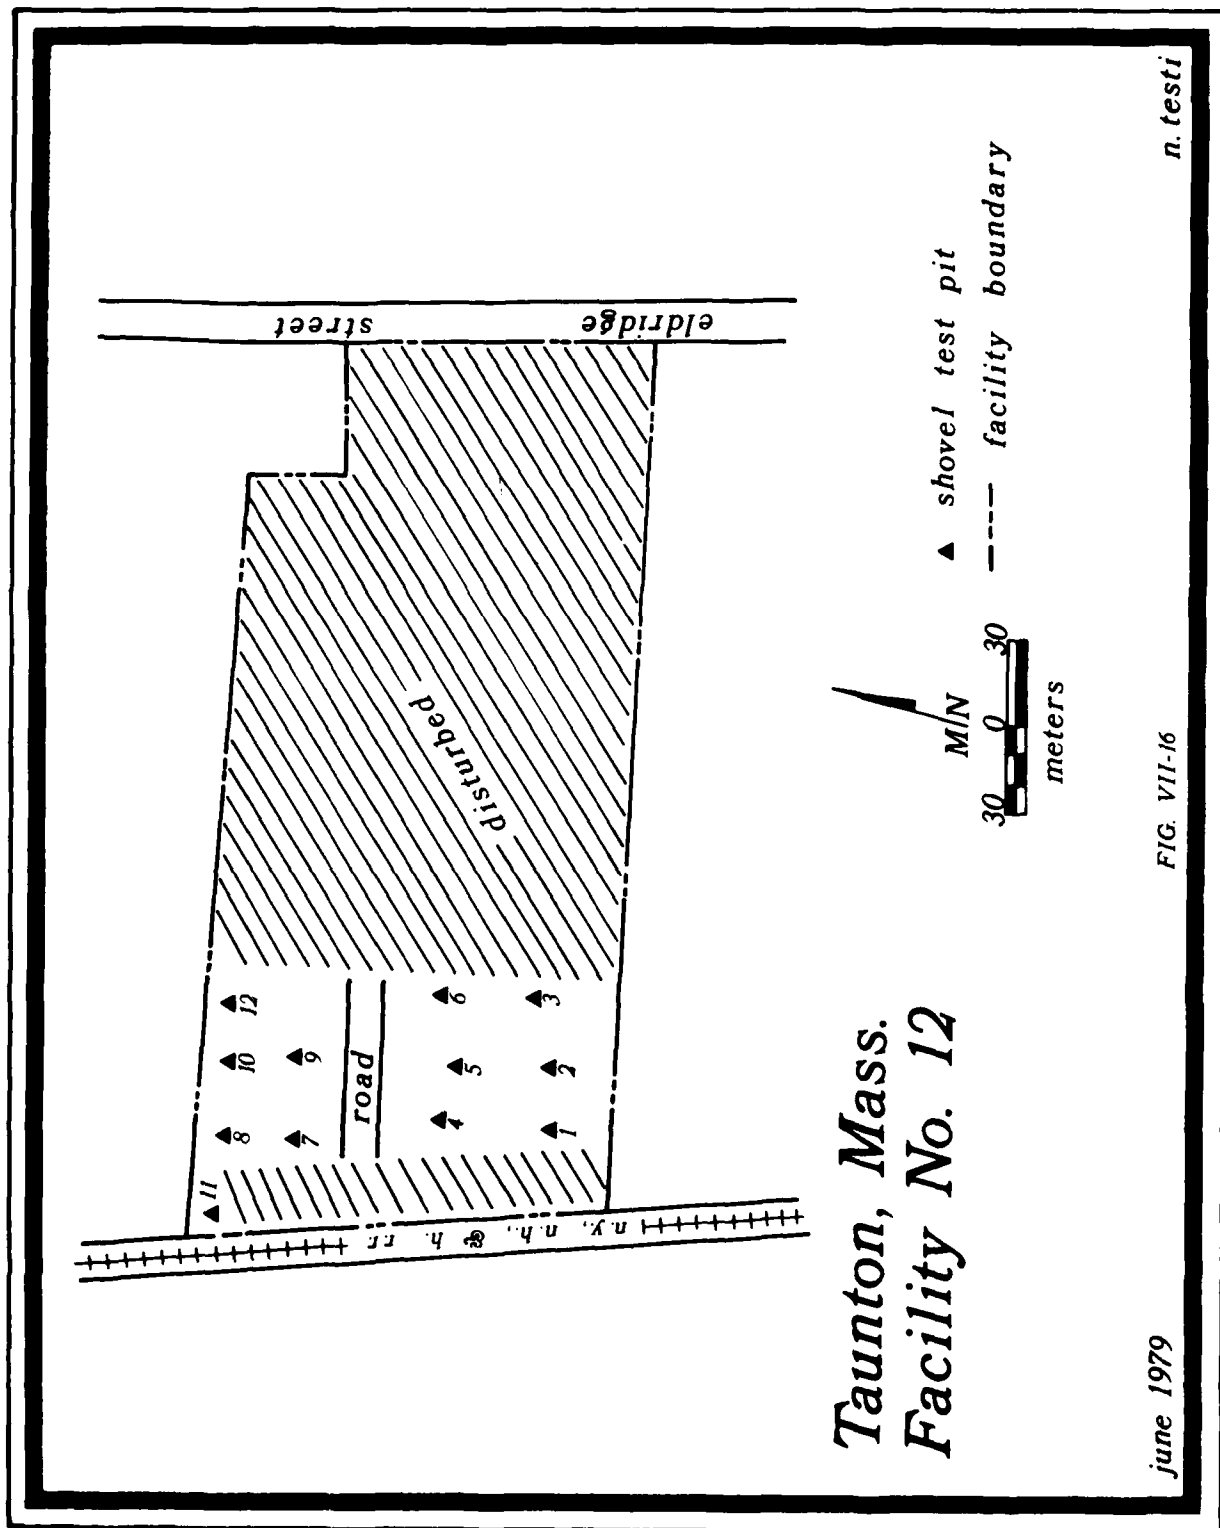 eldridge street
disturbed
12
10
8
11
9
7
road
6
5
4
3
2
1
n.y., n.h., & h. r.r.
▲ shovel test pit
facility boundary
M/N
30 0 30
meters
Taunton, Mass.
Facility No. 12
june 1979
FIG. VII-16
n. testi